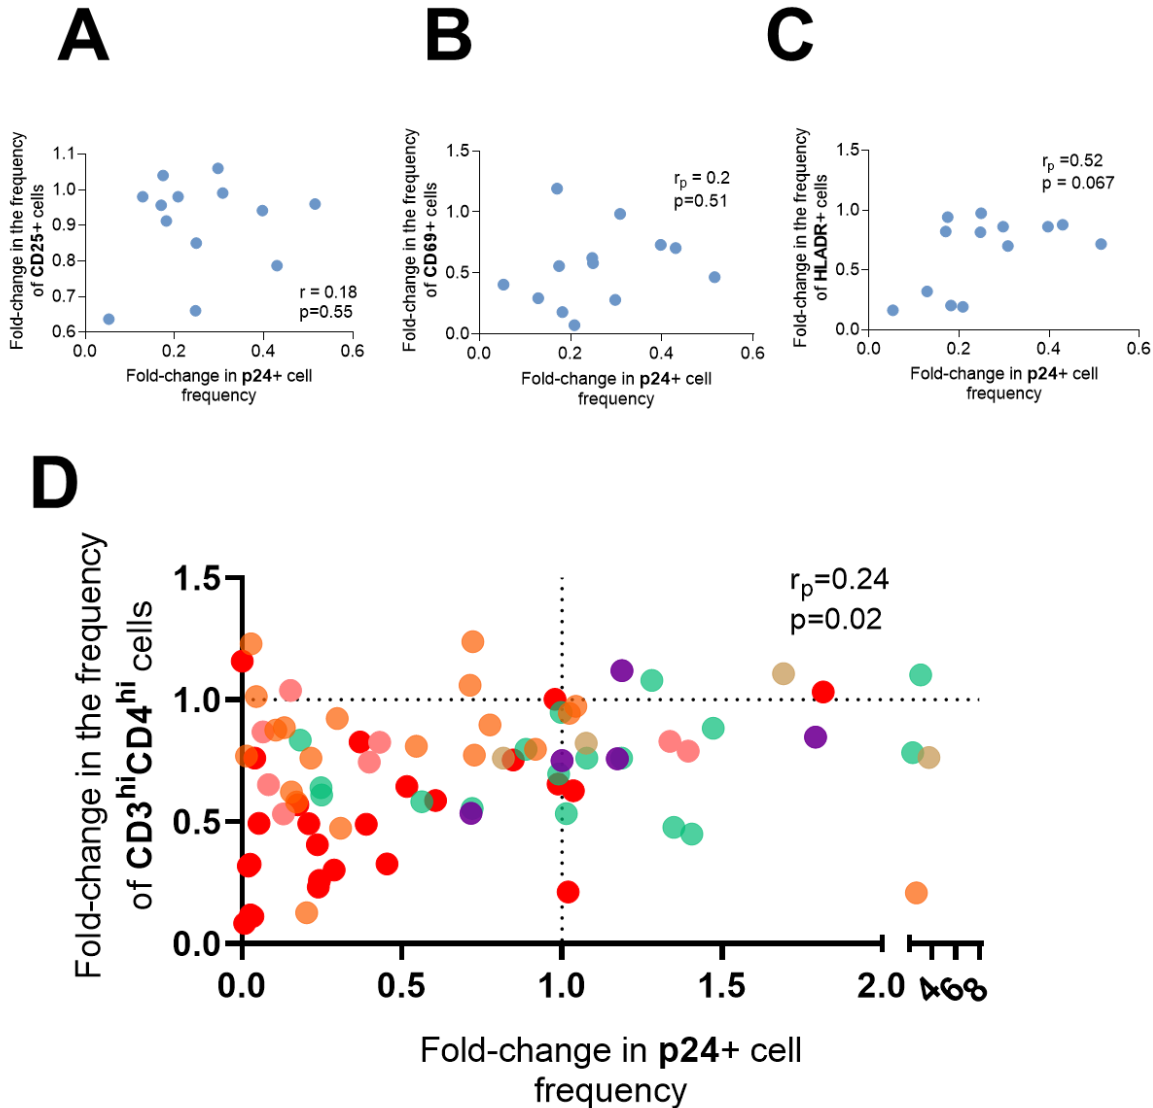 A
B
C
Fold-change in the frequency
of CD25+ cells
1.1
1.0
0.9
0.8
0.7
0.6
0.0
0.2
0.4
0.6
r = 0.18
p=0.55
Fold-change in p24+ cell
frequency
Fold-change in the frequency
of CD69+ cells
1.5
1.0
0.5
0.0
0.0
0.2
0.4
0.6
rp = 0.2
p=0.51
Fold-change in p24+ cell
frequency
Fold-change in the frequency
of HLADR+ cells
1.5
1.0
0.5
0.0
0.0
0.2
0.4
0.6
rp =0.52
p = 0.067
Fold-change in p24+ cell
frequency
D
Fold-change in the frequency
of CD3hiCD4hi cells
1.5
1.0
0.5
0.0
0.0
0.5
1.0
1.5
2.0
4
6
8
rp=0.24
p=0.02
Fold-change in p24+ cell
frequency